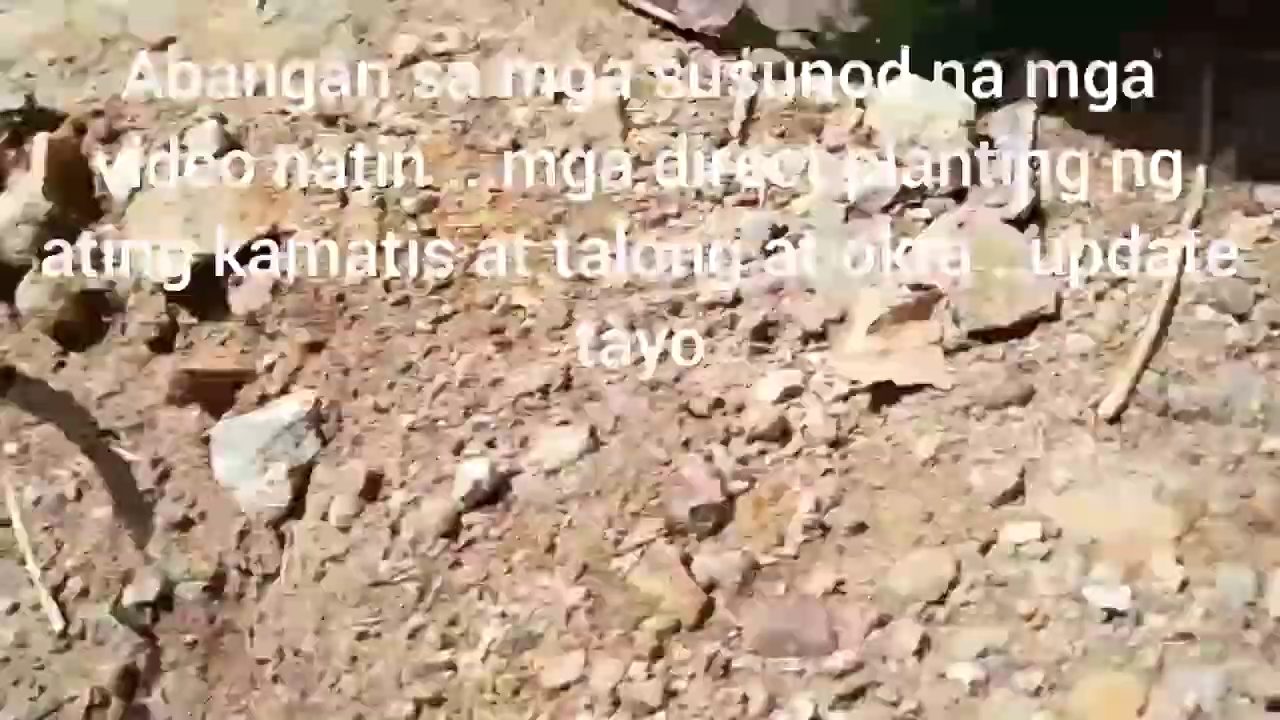 Abangan sa mga susunod na mga
video natin... mga direct planting ng
ating kamatis at talong at okra.. update
tayo